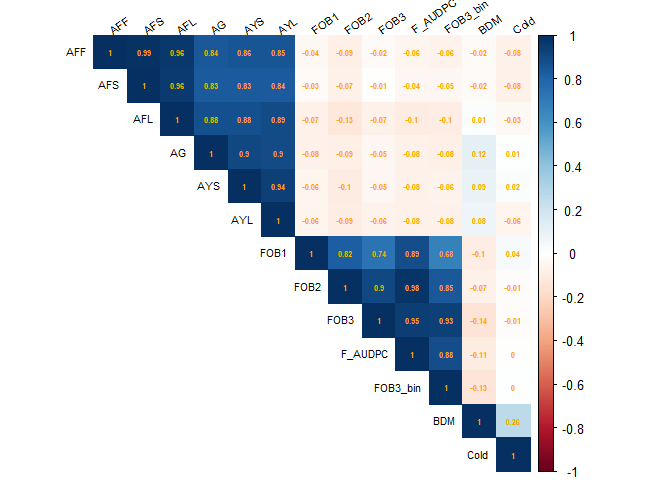 AFF AFS AFL AG AYS AYL FOB1 FOB2 FOB3 F_AUDPC FOB3_bin BDM Cold
AFF 1 0.99 0.96 0.84 0.86 0.85 -0.04 -0.09 -0.02 -0.06 -0.06 -0.02 -0.08 1
AFS 1 0.96 0.83 0.83 0.84 -0.03 -0.07 -0.01 -0.04 -0.05 -0.02 -0.08 0.8
AFL 1 0.88 0.88 0.89 -0.07 -0.13 -0.07 -0.1 -0.1 0.01 -0.03 0.6
AG 1 0.9 0.9 -0.08 -0.09 -0.05 -0.08 -0.08 0.12 0.01 0.4
AYS 1 0.94 -0.06 -0.1 -0.05 -0.08 -0.06 0.09 0.02
AYL 1 -0.06 -0.09 -0.06 -0.08 -0.08 0.08 -0.06 0.2
FOB1 1 0.82 0.74 0.89 0.68 -0.1 0.04 0
FOB2 1 0.9 0.98 0.85 -0.07 -0.01 -0.2
FOB3 1 0.95 0.93 -0.14 -0.01
F_AUDPC 1 0.88 -0.11 0 -0.4
FOB3_bin 1 -0.13 0 -0.6
BDM 1 0.26 -0.8
Cold 1 -1